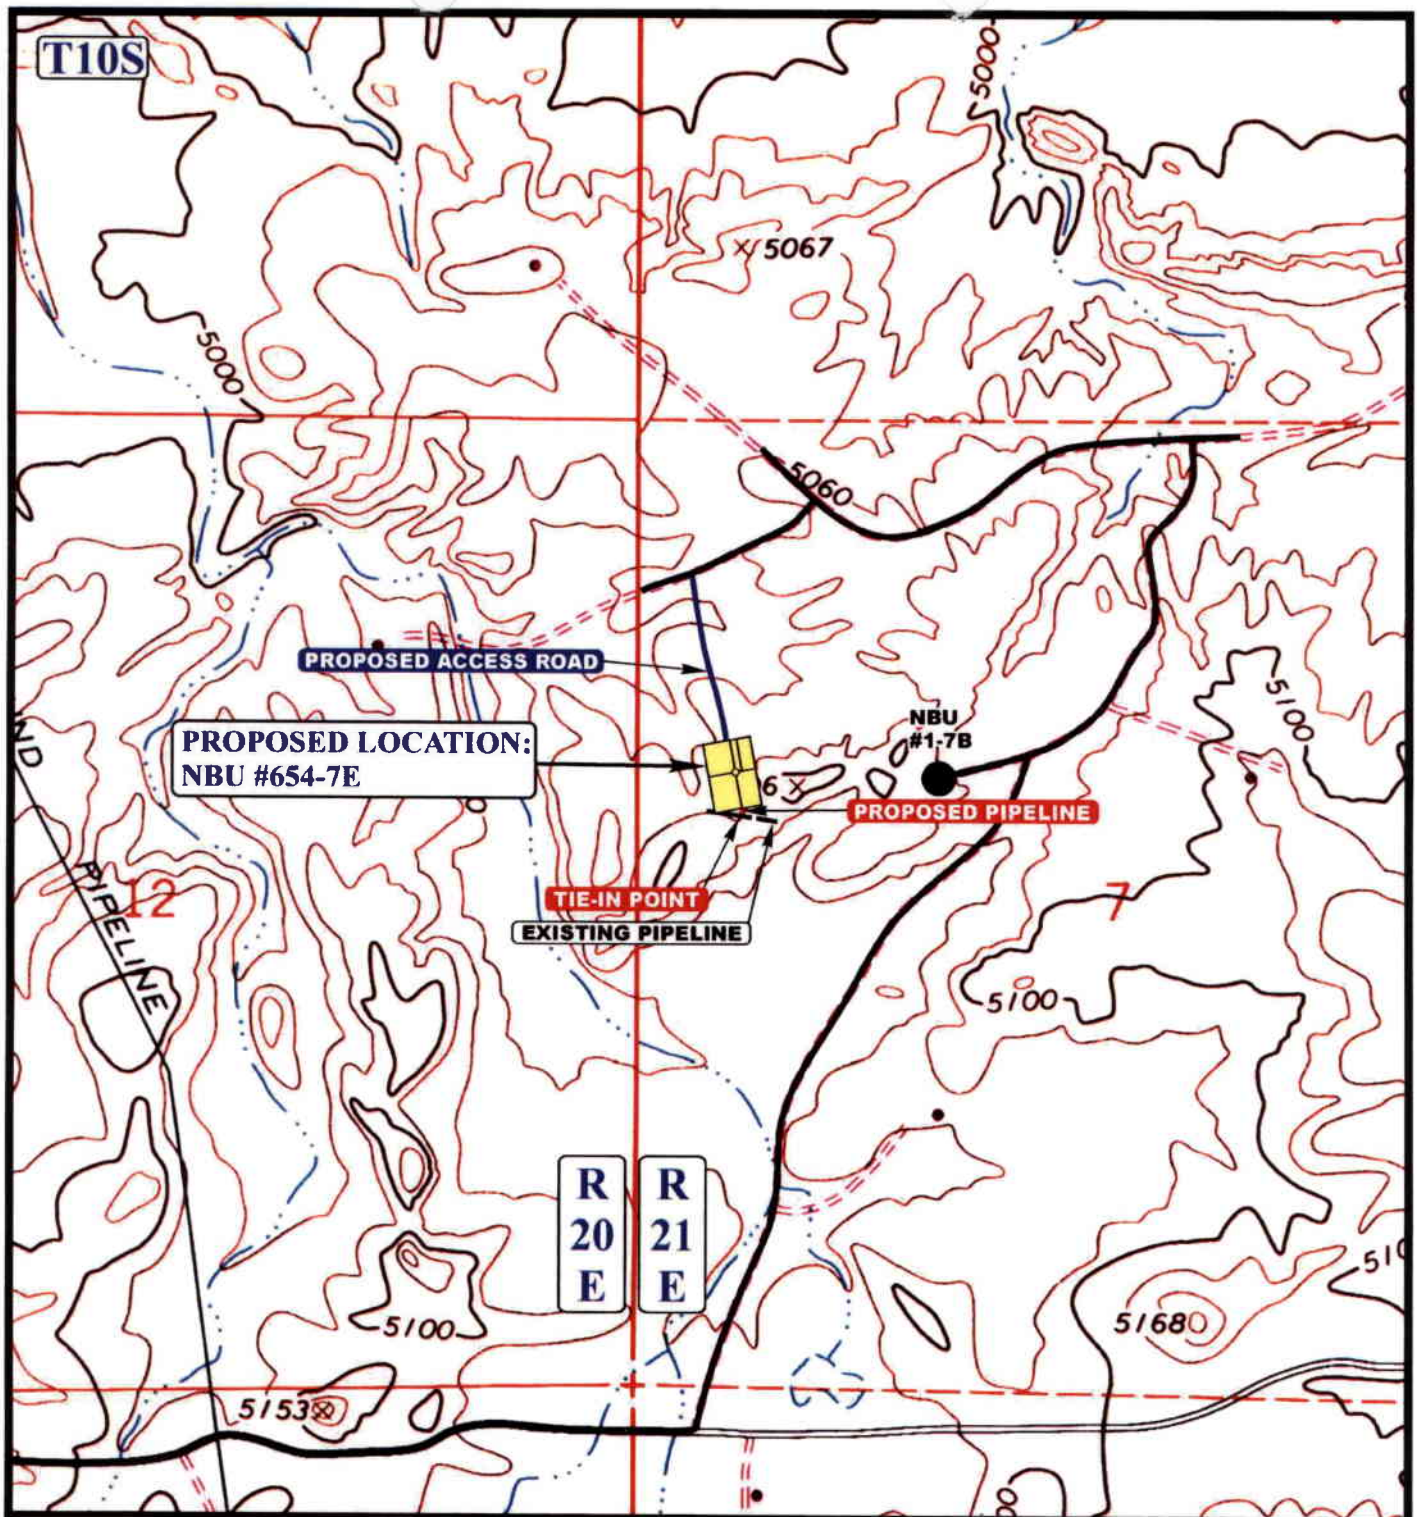 T10S
5000
5067
5000
5060
PROPOSED ACCESS ROAD
5100
NBU
#1-7B
PROPOSED LOCATION:
NBU #654-7E
6
PROPOSED PIPELINE
PIPELINE
12
7
TIE-IN POINT
EXISTING PIPELINE
5100
R
20
E
R
21
E
5100
510
5168
5153